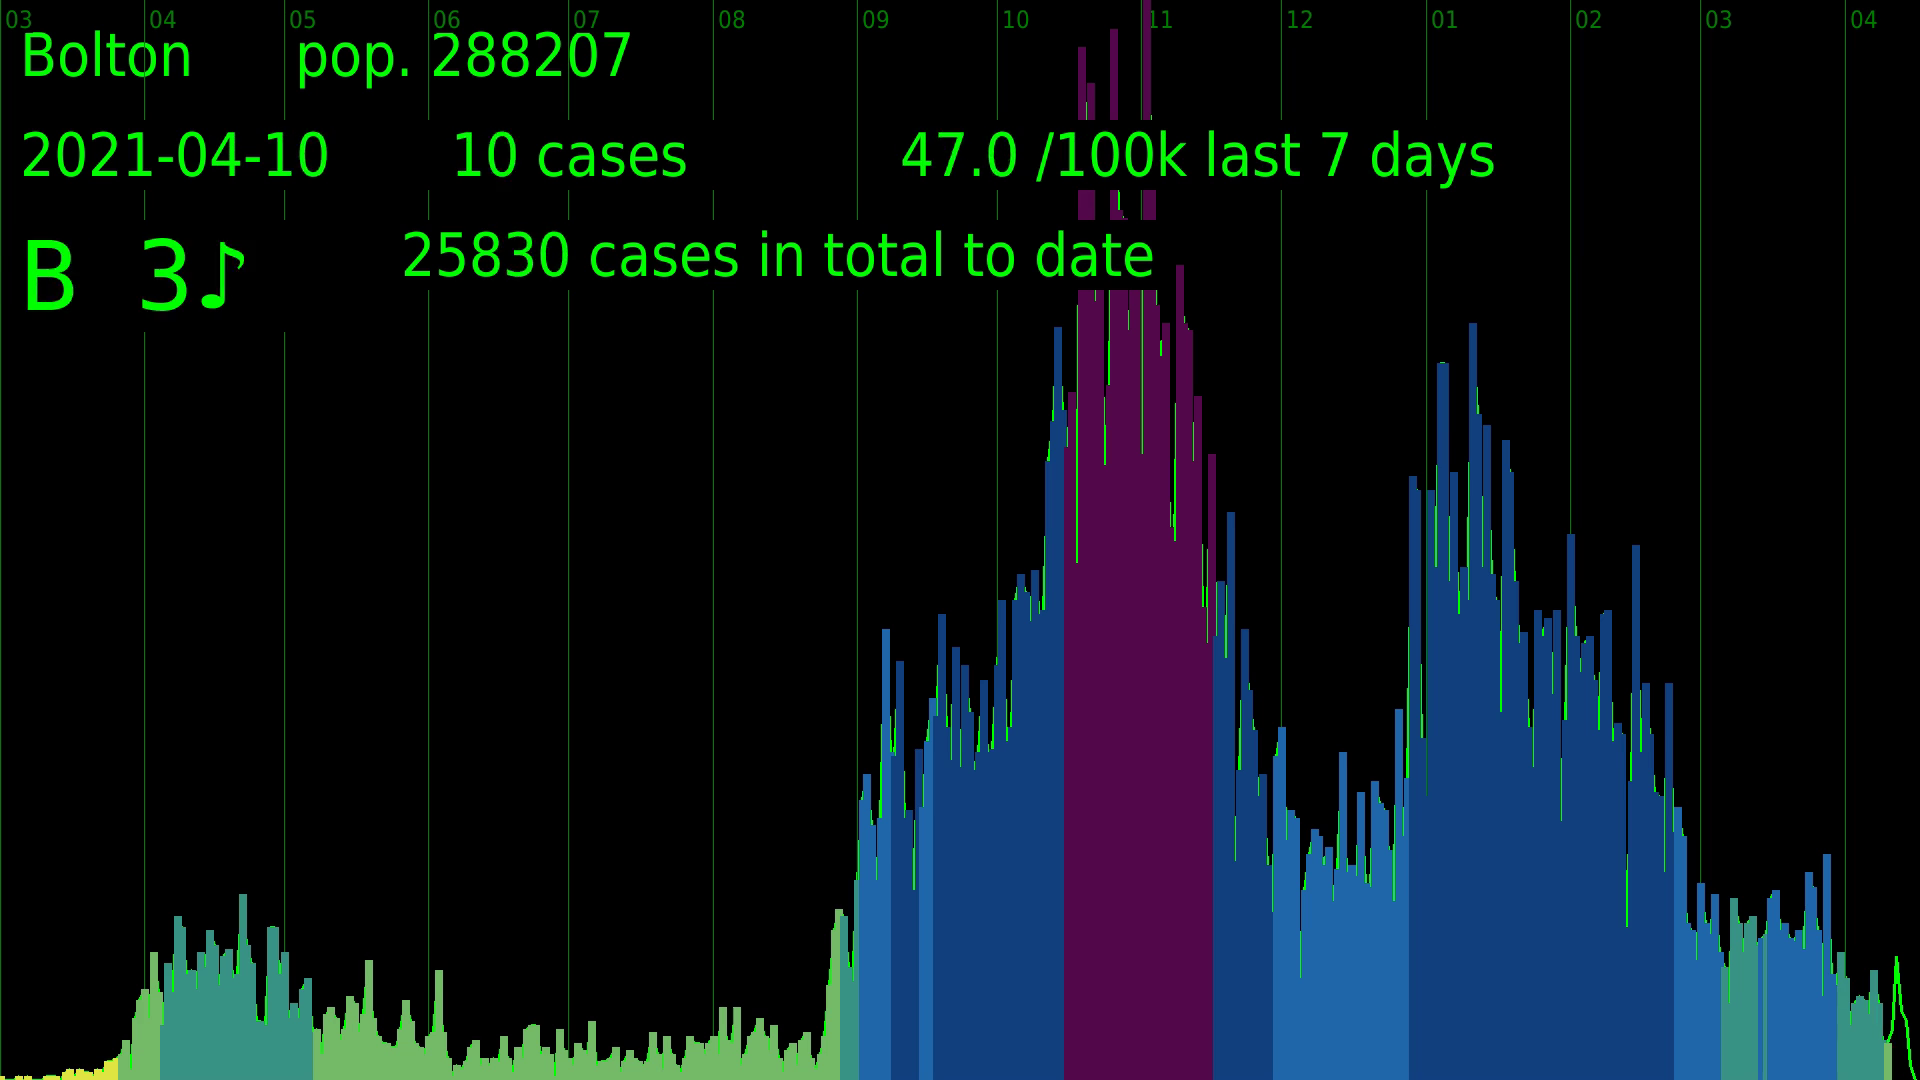 03 04 05 06 07 08 09 10 11 12 01 02 03 04
Bolton pop. 288207
2021-04-10 10 cases 47.0 /100k last 7 days
B 3♪ 25830 cases in total to date